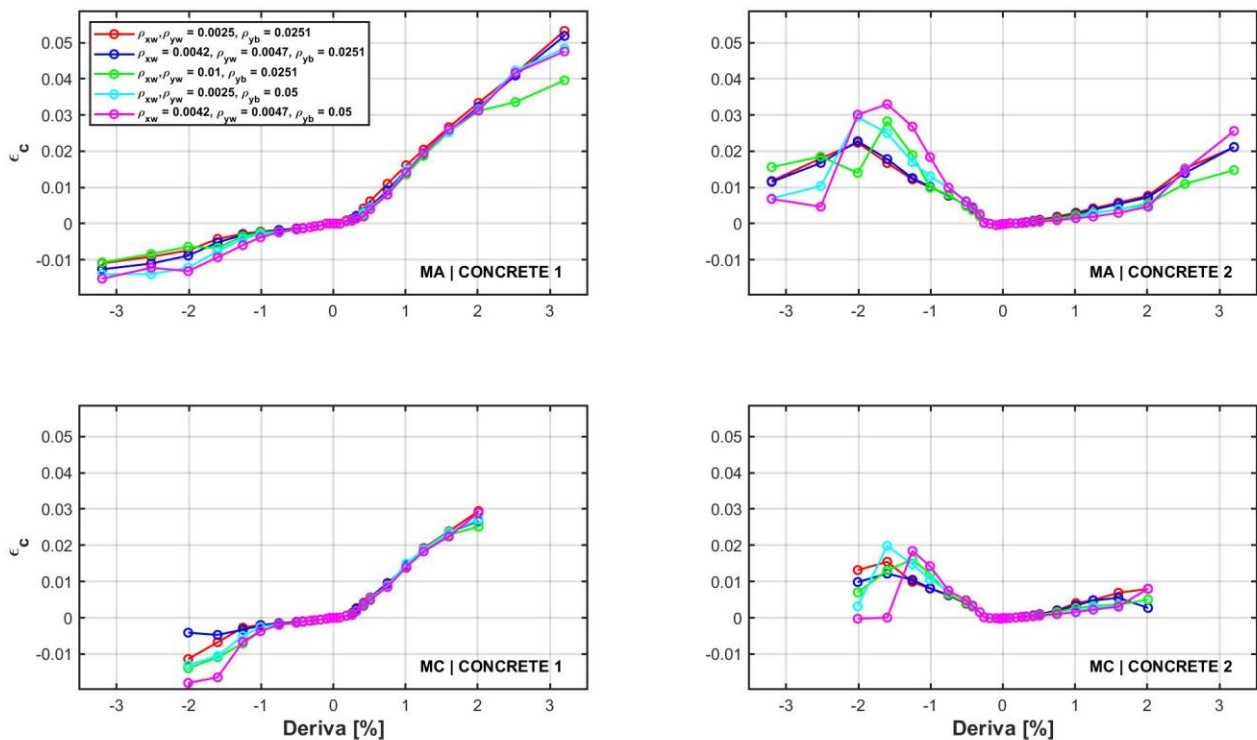 0.05
0.04
0.03
0.02
0.01
0
-0.01
ϵc
ρxw,ρyw = 0.0025, ρyb = 0.0251
ρxw = 0.0042, ρyw = 0.0047, ρyb = 0.0251
ρxw,ρyw = 0.01, ρyb = 0.0251
ρxw,ρyw = 0.0025, ρyb = 0.05
ρxw = 0.0042, ρyw = 0.0047, ρyb = 0.05
MA | CONCRETE 1
-3 -2 -1 0 1 2 3
0.05
0.04
0.03
0.02
0.01
0
-0.01
MA | CONCRETE 2
-3 -2 -1 0 1 2 3
0.05
0.04
0.03
0.02
0.01
0
-0.01
ϵc
MC | CONCRETE 1
-3 -2 -1 0 1 2 3
Deriva [%]
0.05
0.04
0.03
0.02
0.01
0
-0.01
MC | CONCRETE 2
-3 -2 -1 0 1 2 3
Deriva [%]